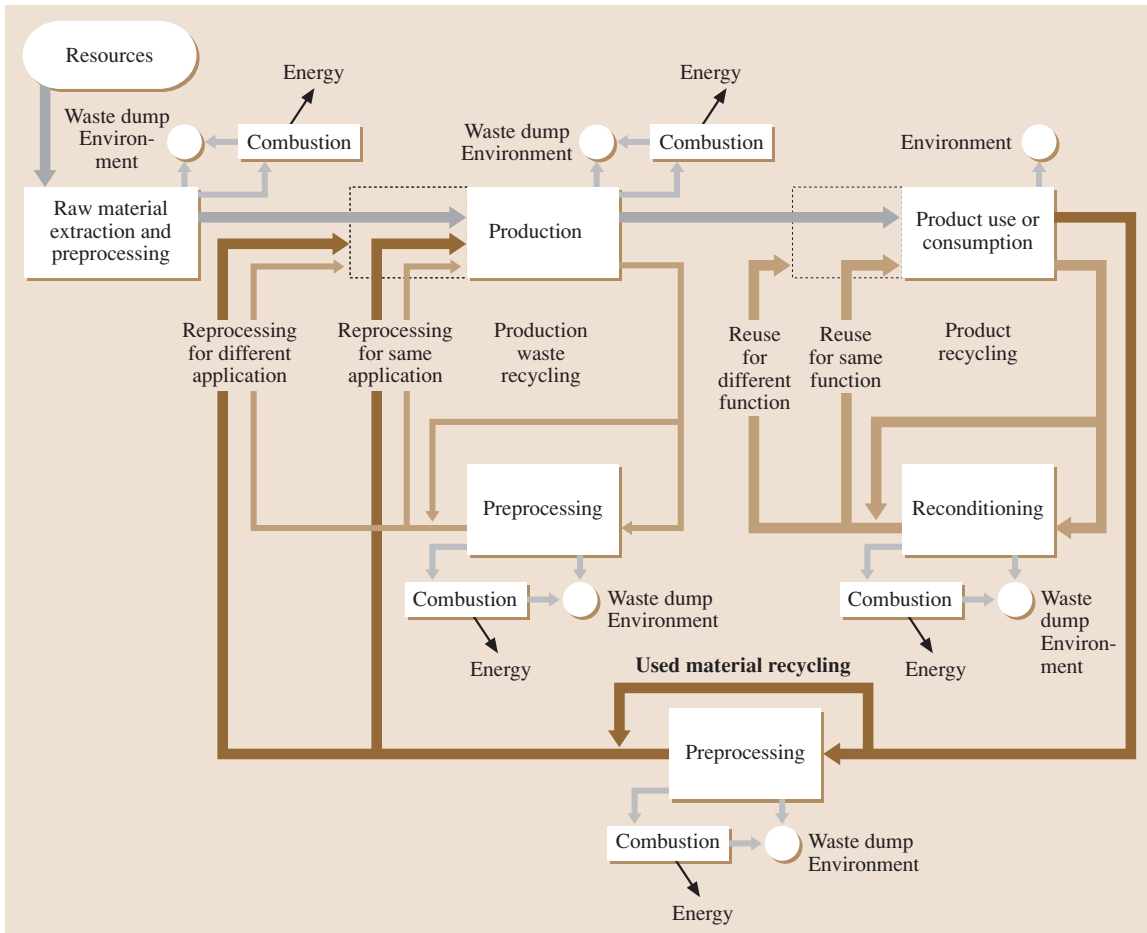 Resources
Energy
Waste dump
Environ-
ment
Combustion
Energy
Waste dump
Environment
Combustion
Environment
Raw material
extraction and
preprocessing
Production
Product use or
consumption
Reprocessing
for different
application
Reprocessing
for same
application
Production
waste
recycling
Reuse
for
different
function
Reuse
for same
function
Product
recycling
Preprocessing
Reconditioning
Combustion
Waste dump
Environment
Energy
Combustion
Waste
dump
Environ-
ment
Energy
Used material recycling
Preprocessing
Combustion
Waste dump
Environment
Energy